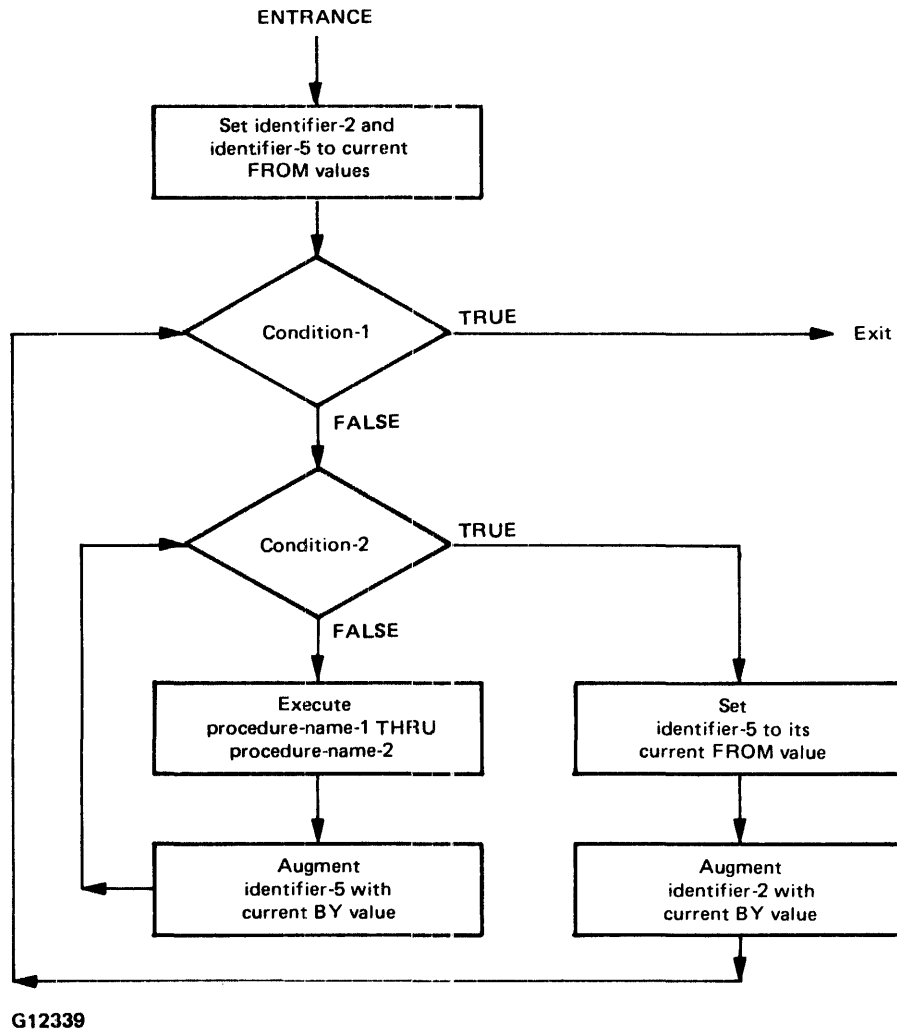 ENTRANCE
Set identifier-2 and
identifier-5 to current
FROM values
Condition-1
TRUE
Exit
FALSE
Condition-2
TRUE
FALSE
Execute
procedure-name-1 THRU
procedure-name-2
Set
identifier-5 to its
current FROM value
Augment
identifier-5 with
current BY value
Augment
identifier-2 with
current BY value
G12339